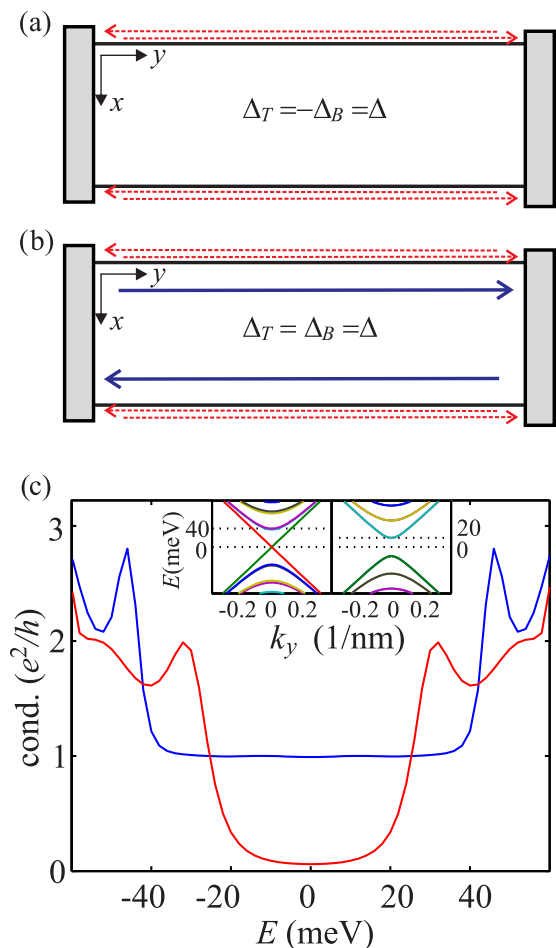 (a)
y
x
Δ_T =−Δ_B =Δ
(b)
y
x
Δ_T = Δ_B =Δ
(c)
3
2
1
0
cond. (e²/h)
E(meV)
40
0
20
0
-0.2 0 0.2 -0.2 0 0.2
k_y (1/nm)
-40 -20 0 20 40
E (meV)